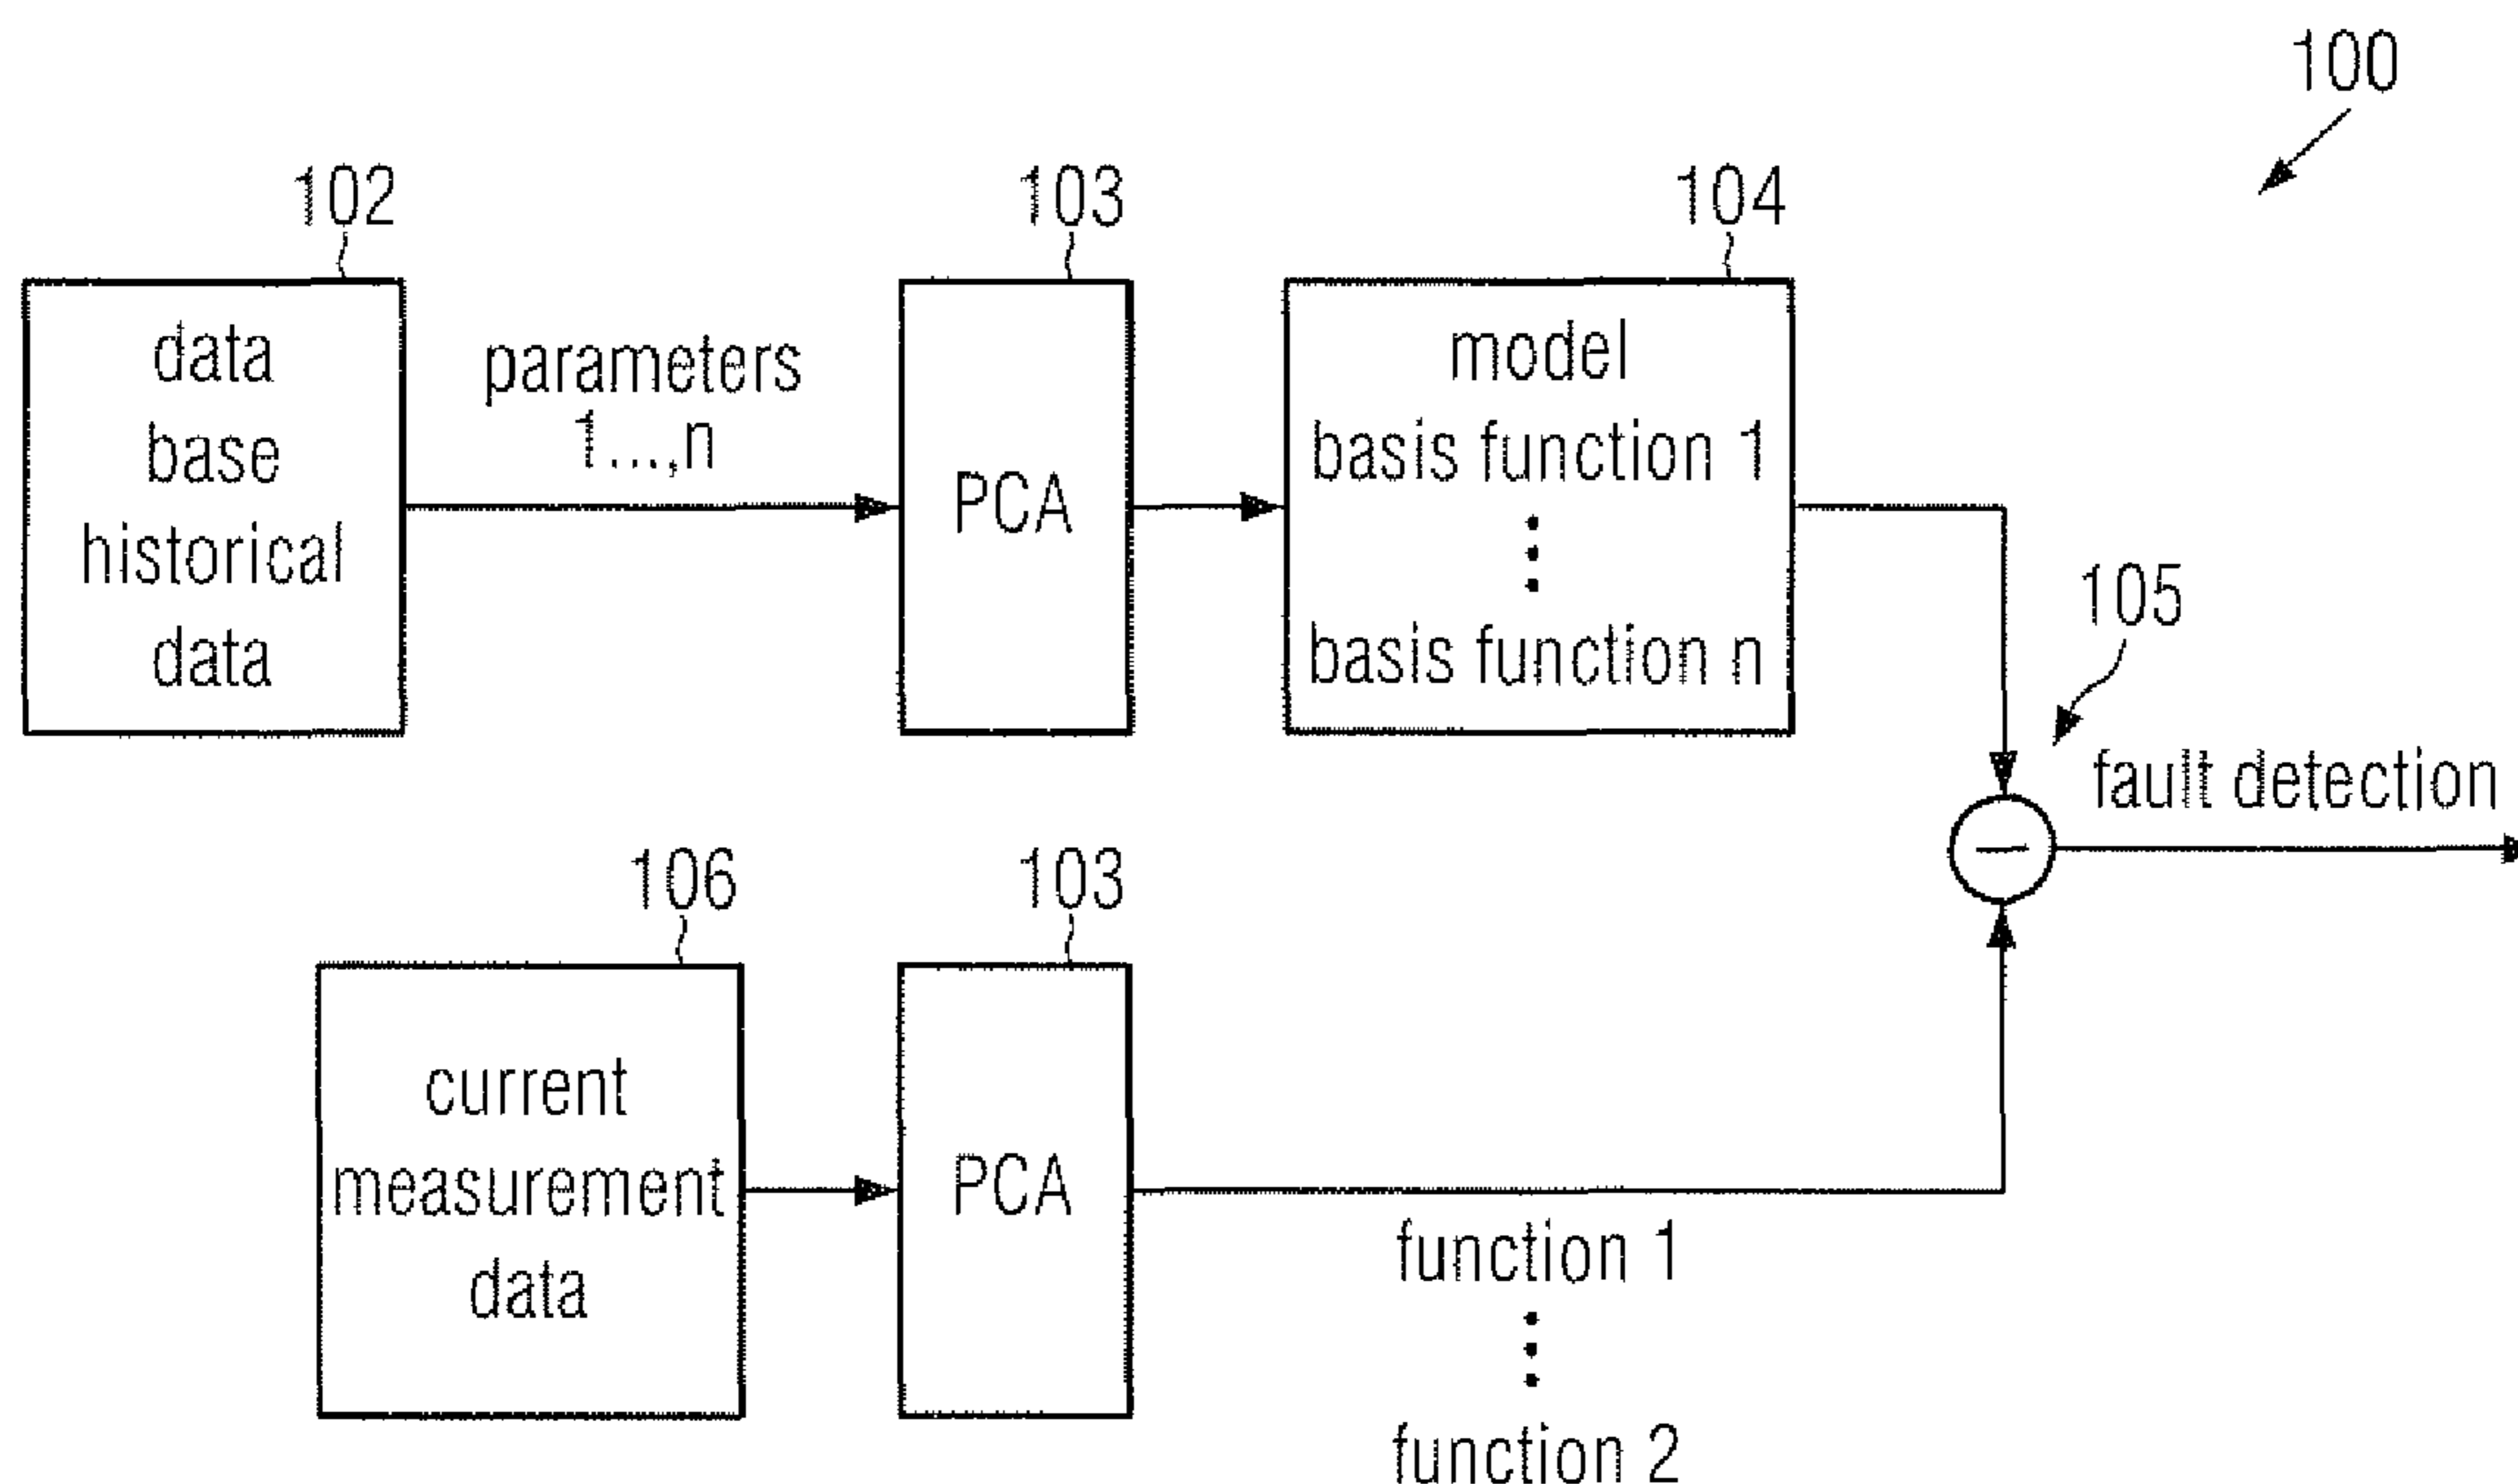 100
102
103
104
data
base
historical
data
parameters
1...,n
PCA
model
basis function 1
basis function n
105
fault detection
106
103
current
measurement
data
PCA
function 1
function 2